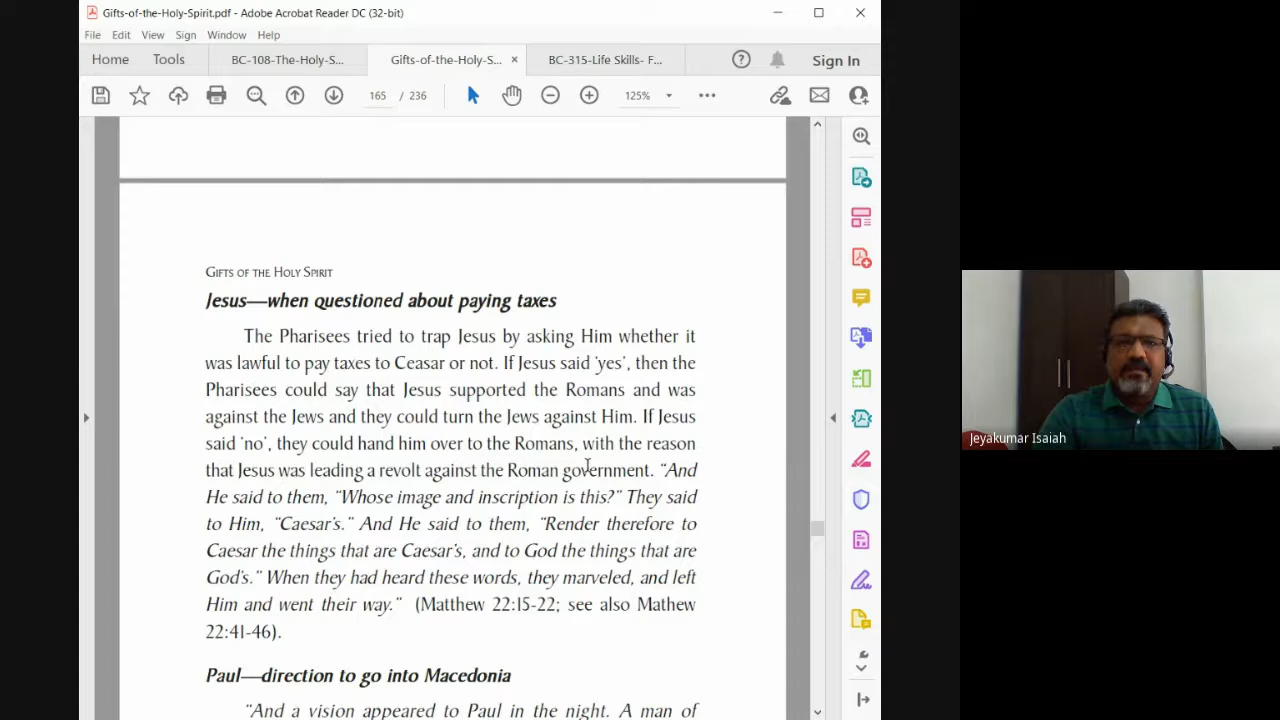 Gifts-of-the-Holy-Spirit.pdf - Adobe Acrobat Reader DC (32-bit)
File Edit View Sign Window Help
Home Tools BC-108-The-Holy-S... Gifts-of-the-Holy-S... BC-315-Life Skills- F... Sign In
165 / 236 125%
GIFTS OF THE HOLY SPIRIT
Jesus—when questioned about paying taxes
The Pharisees tried to trap Jesus by asking Him whether it
was lawful to pay taxes to Ceasar or not. If Jesus said ‘yes’, then the
Pharisees could say that Jesus supported the Romans and was
against the Jews and they could turn the Jews against Him. If Jesus
said ‘no’, they could hand him over to the Romans, with the reason
that Jesus was leading a revolt against the Roman government. “And
He said to them, “Whose image and inscription is this?” They said
to Him, “Caesar’s.” And He said to them, “Render therefore to
Caesar the things that are Caesar’s, and to God the things that are
God’s.” When they had heard these words, they marveled, and left
Him and went their way.” (Matthew 22:15-22; see also Mathew
22:41-46).
Paul—direction to go into Macedonia
“And a vision appeared to Paul in the night. A man of
Jeyakumar Isaiah